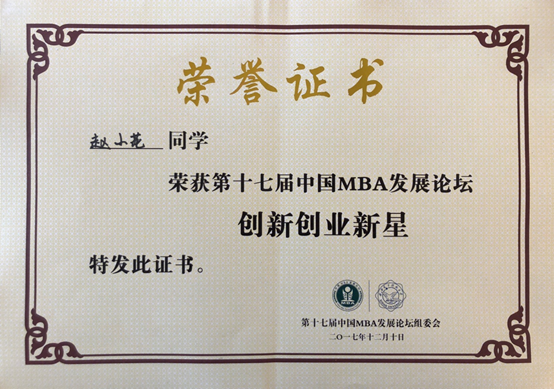 荣誉证书
赵小花 同学
荣获第十七届中国MBA发展论坛
创新创业新星
特发此证书。
第十七届中国MBA发展论坛组委会
二〇一七年十二月十日